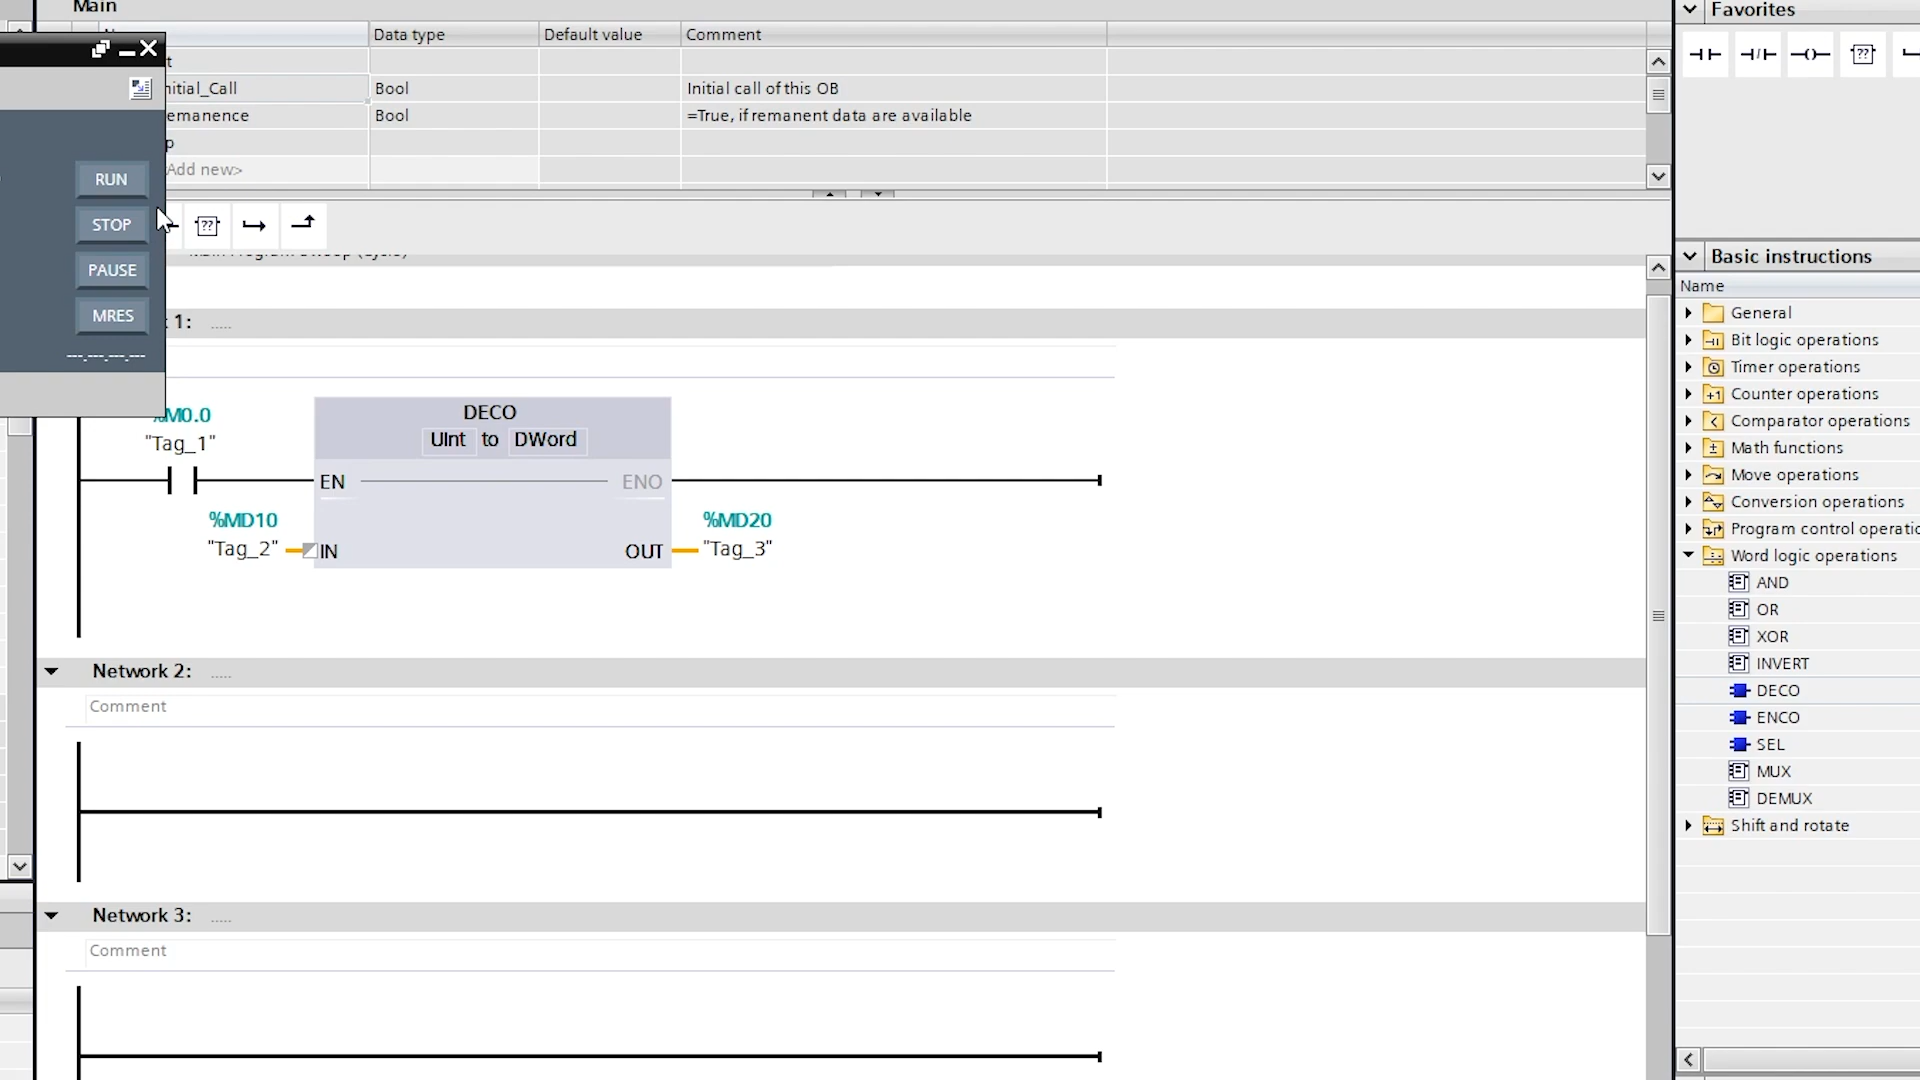 Main
Data type Default value Comment
nitial_Call Bool Initial call of this OB
emanence Bool =True, if remanent data are available
Add new>
RUN
STOP
PAUSE
MRES
??
1: .....
%M0.0
"Tag_1"
DECO
UInt to DWord
EN ENO
%MD10
"Tag_2"
IN
OUT
%MD20
"Tag_3"
Network 2: .....
Comment
Network 3: .....
Comment
Favorites
??
Basic instructions
Name
General
Bit logic operations
Timer operations
Counter operations
Comparator operations
Math functions
Move operations
Conversion operations
Program control operatio
Word logic operations
AND
OR
XOR
INVERT
DECO
ENCO
SEL
MUX
DEMUX
Shift and rotate